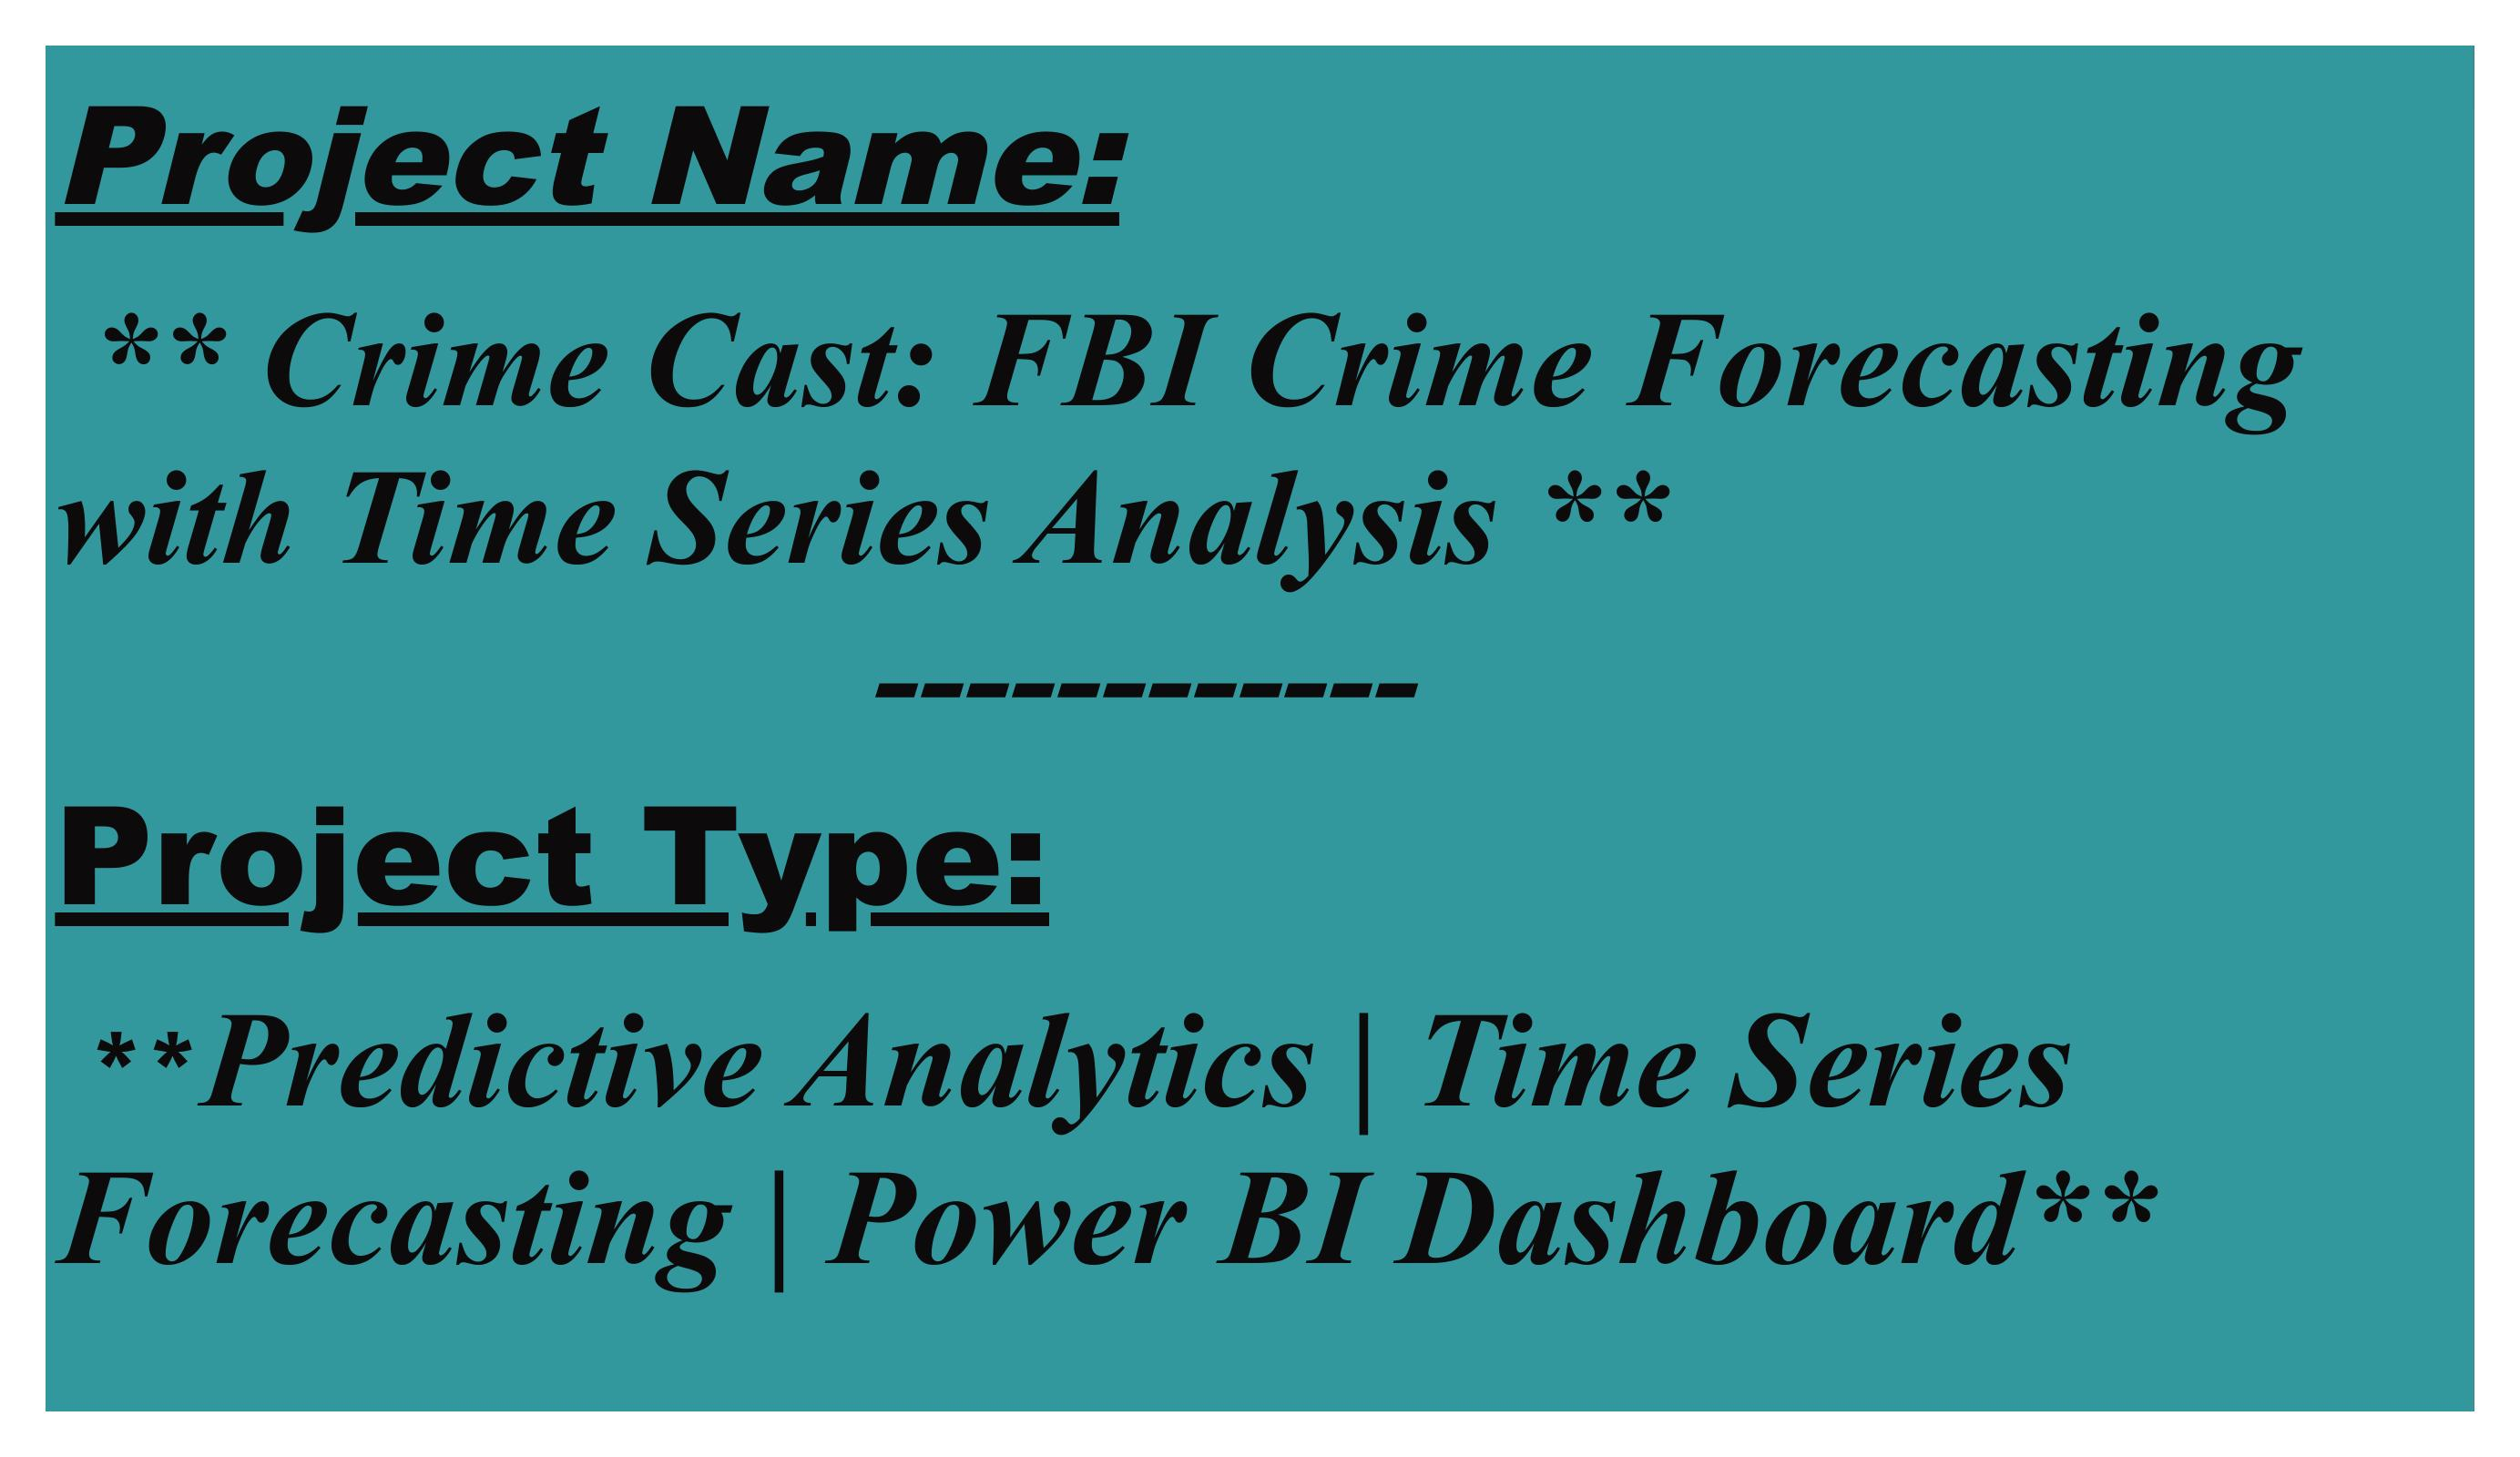 Project Name:
** Crime Cast: FBI Crime Forecasting
with Time Series Analysis **
------------
Project Type:
** Predictive Analytics | Time Series
Forecasting | Power BI Dashboard**